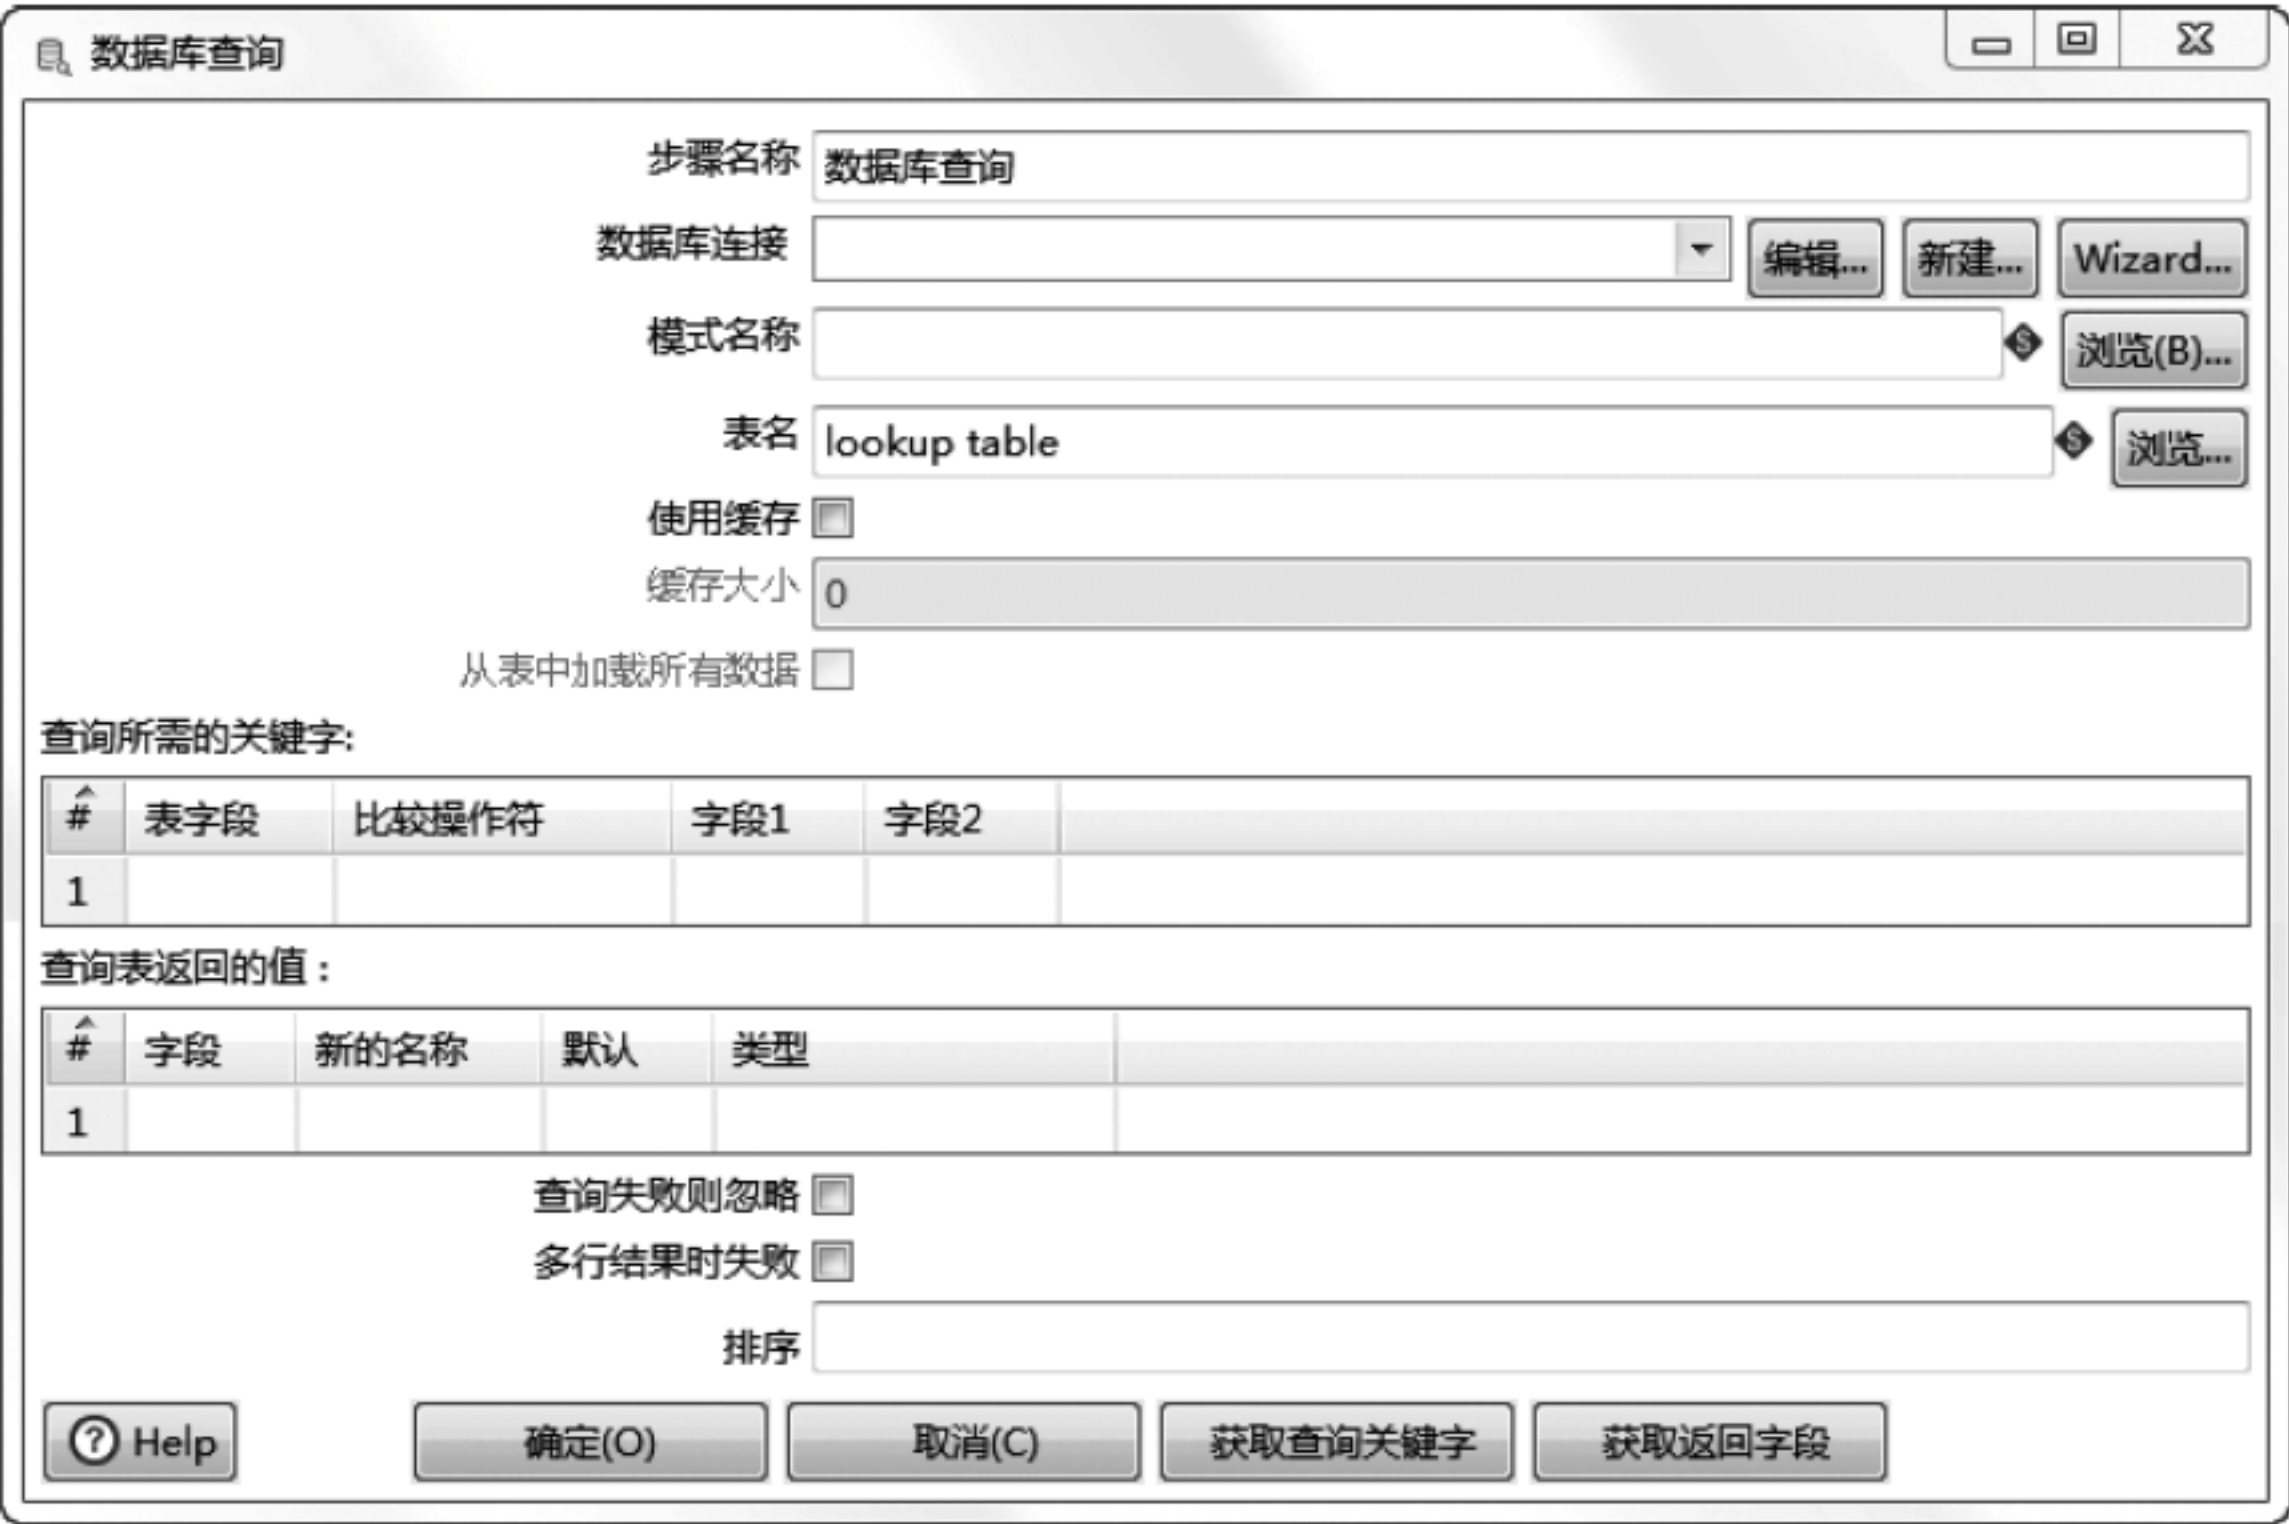 数据库查询
步骤名称 数据库查询
数据库连接 编辑... 新建... Wizard...
模式名称 浏览(B)...
表名 lookup table 浏览...
使用缓存
缓存大小 0
从表中加载所有数据
查询所需的关键字:
# 表字段 比较操作符 字段1 字段2
1
查询表返回的值：
# 字段 新的名称 默认 类型
1
查询失败则忽略
多行结果时失败
排序
Help 确定(O) 取消(C) 获取查询关键字 获取返回字段